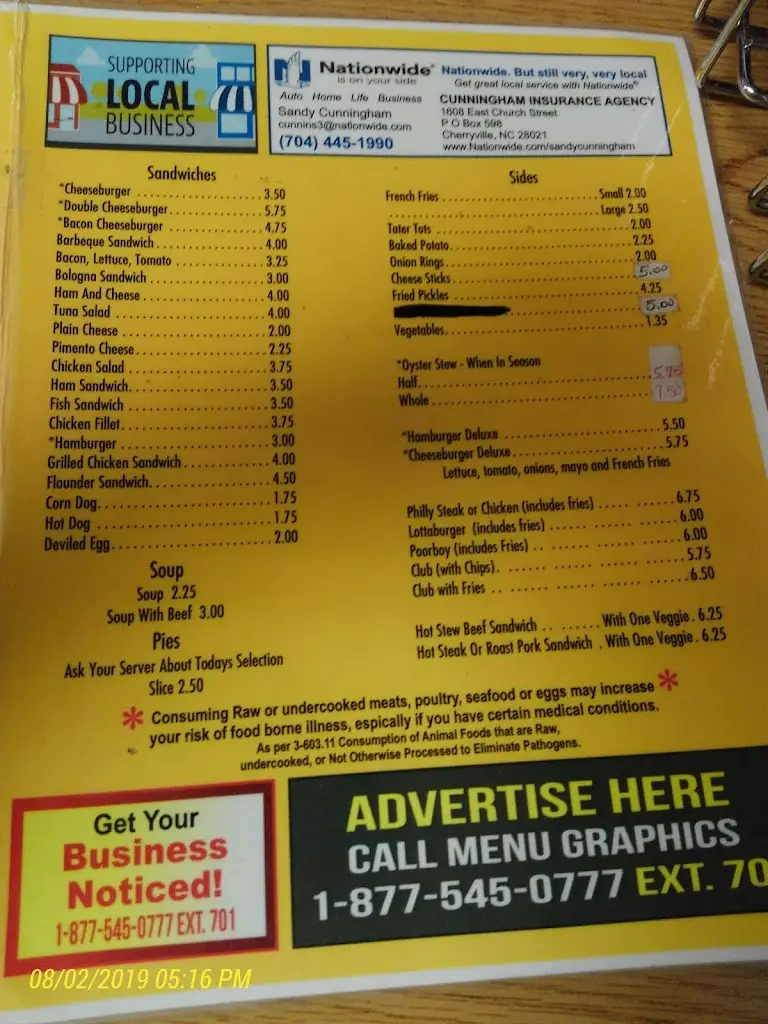 SUPPORTING
LOCAL
BUSINESS
Nationwide®
is on your side
Auto Home Life Business
Sandy Cunningham
cunnins3@nationwide.com
(704) 445-1990
Nationwide. But still very, very local
Get great local service with Nationwide®
CUNNINGHAM INSURANCE AGENCY
1608 East Church Street
P O Box 598
Cherryville, NC 28021
www.Nationwide.com/sandycunningham
Sandwiches
*Cheeseburger 3.50
*Double Cheeseburger 5.75
*Bacon Cheeseburger 4.75
Barbeque Sandwich 4.00
Bacon, Lettuce, Tomato 3.25
Bologna Sandwich 3.00
Ham And Cheese 4.00
Tuna Salad 4.00
Plain Cheese 2.00
Pimento Cheese 2.25
Chicken Salad 3.75
Ham Sandwich 3.50
Fish Sandwich 3.50
Chicken Fillet 3.75
*Hamburger 3.00
Grilled Chicken Sandwich 4.00
Flounder Sandwich 4.50
Corn Dog 1.75
Hot Dog 1.75
Deviled Egg 2.00
Soup
Soup 2.25
Soup With Beef 3.00
Pies
Ask Your Server About Todays Selection
Slice 2.50
Sides
French Fries Small 2.00
Large 2.50
Tater Tots 2.00
Baked Potato 2.25
Onion Rings 2.00
Cheese Sticks 5.00
Fried Pickles 4.25
5.00
Vegetables 1.35
*Oyster Stew - When In Season
Half 5.75
Whole 7.50
*Hamburger Deluxe 5.50
*Cheeseburger Deluxe 5.75
Lettuce, tomato, onions, mayo and French Fries
Philly Steak or Chicken (includes fries) 6.75
Lottaburger (includes fries) 6.00
Poorboy (includes Fries) 6.00
Club (with Chips) 5.75
Club with Fries 6.50
Hot Stew Beef Sandwich With One Veggie . 6.25
Hot Steak Or Roast Pork Sandwich . With One Veggie . 6.25
* Consuming Raw or undercooked meats, poultry, seafood or eggs may increase *
your risk of food borne illness, espically if you have certain medical conditions.
As per 3-603.11 Consumption of Animal Foods that are Raw,
undercooked, or Not Otherwise Processed to Eliminate Pathogens.
Get Your
Business
Noticed!
1-877-545-0777 EXT. 701
ADVERTISE HERE
CALL MENU GRAPHICS
1-877-545-0777 EXT. 70
08/02/2019 05:16 PM